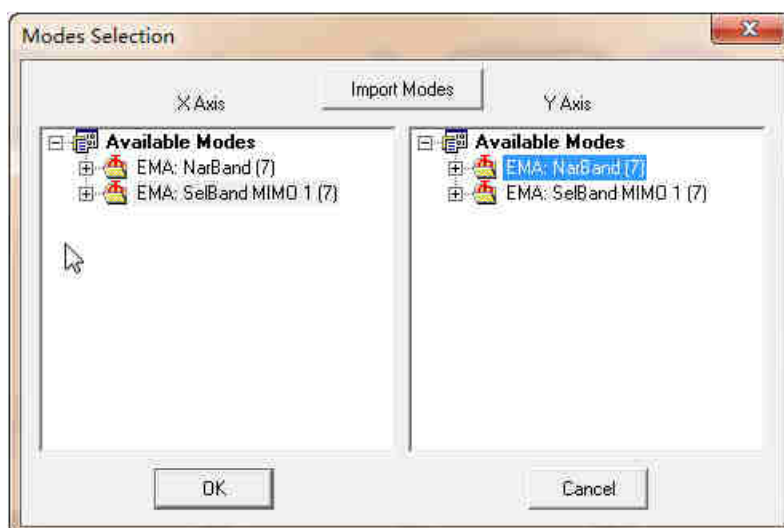 Modes Selection
Import Modes
X Axis
Y Axis
Available Modes
EMA: NarBand (7)
EMA: SelBand MIMO 1 (7)
Available Modes
EMA: NarBand (7)
EMA: SelBand MIMO 1 (7)
OK
Cancel